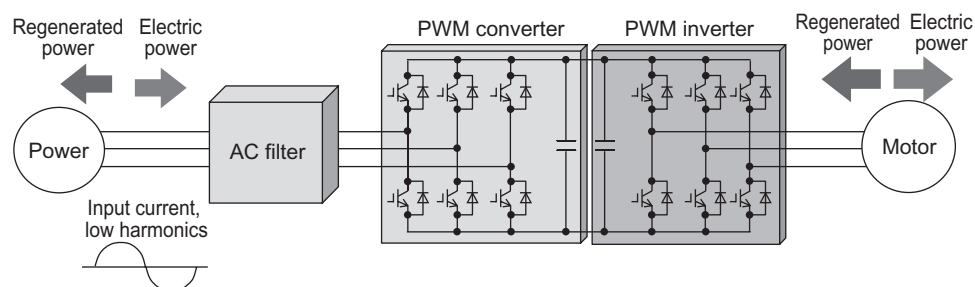 Regenerated
power
Electric
power
PWM converter
PWM inverter
Regenerated
power
Electric
power
Power
AC filter
Motor
Input current,
low harmonics